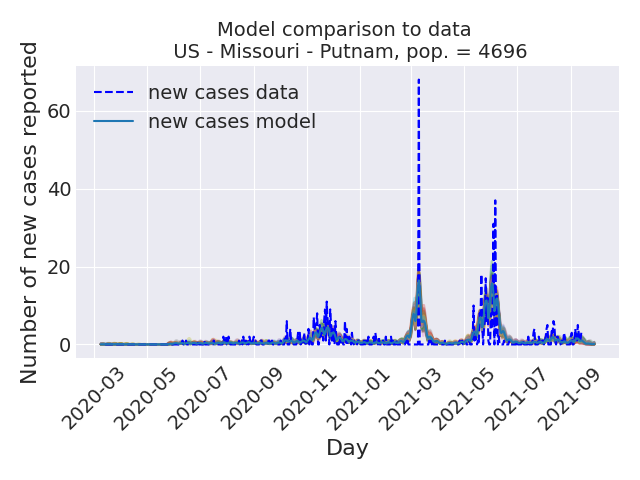 Model comparison to data
US - Missouri - Putnam, pop. = 4696
Number of new cases reported
60
40
20
0
new cases data
new cases model
2020-03
2020-05
2020-07
2020-09
2020-11
2021-01
2021-03
2021-05
2021-07
2021-09
Day